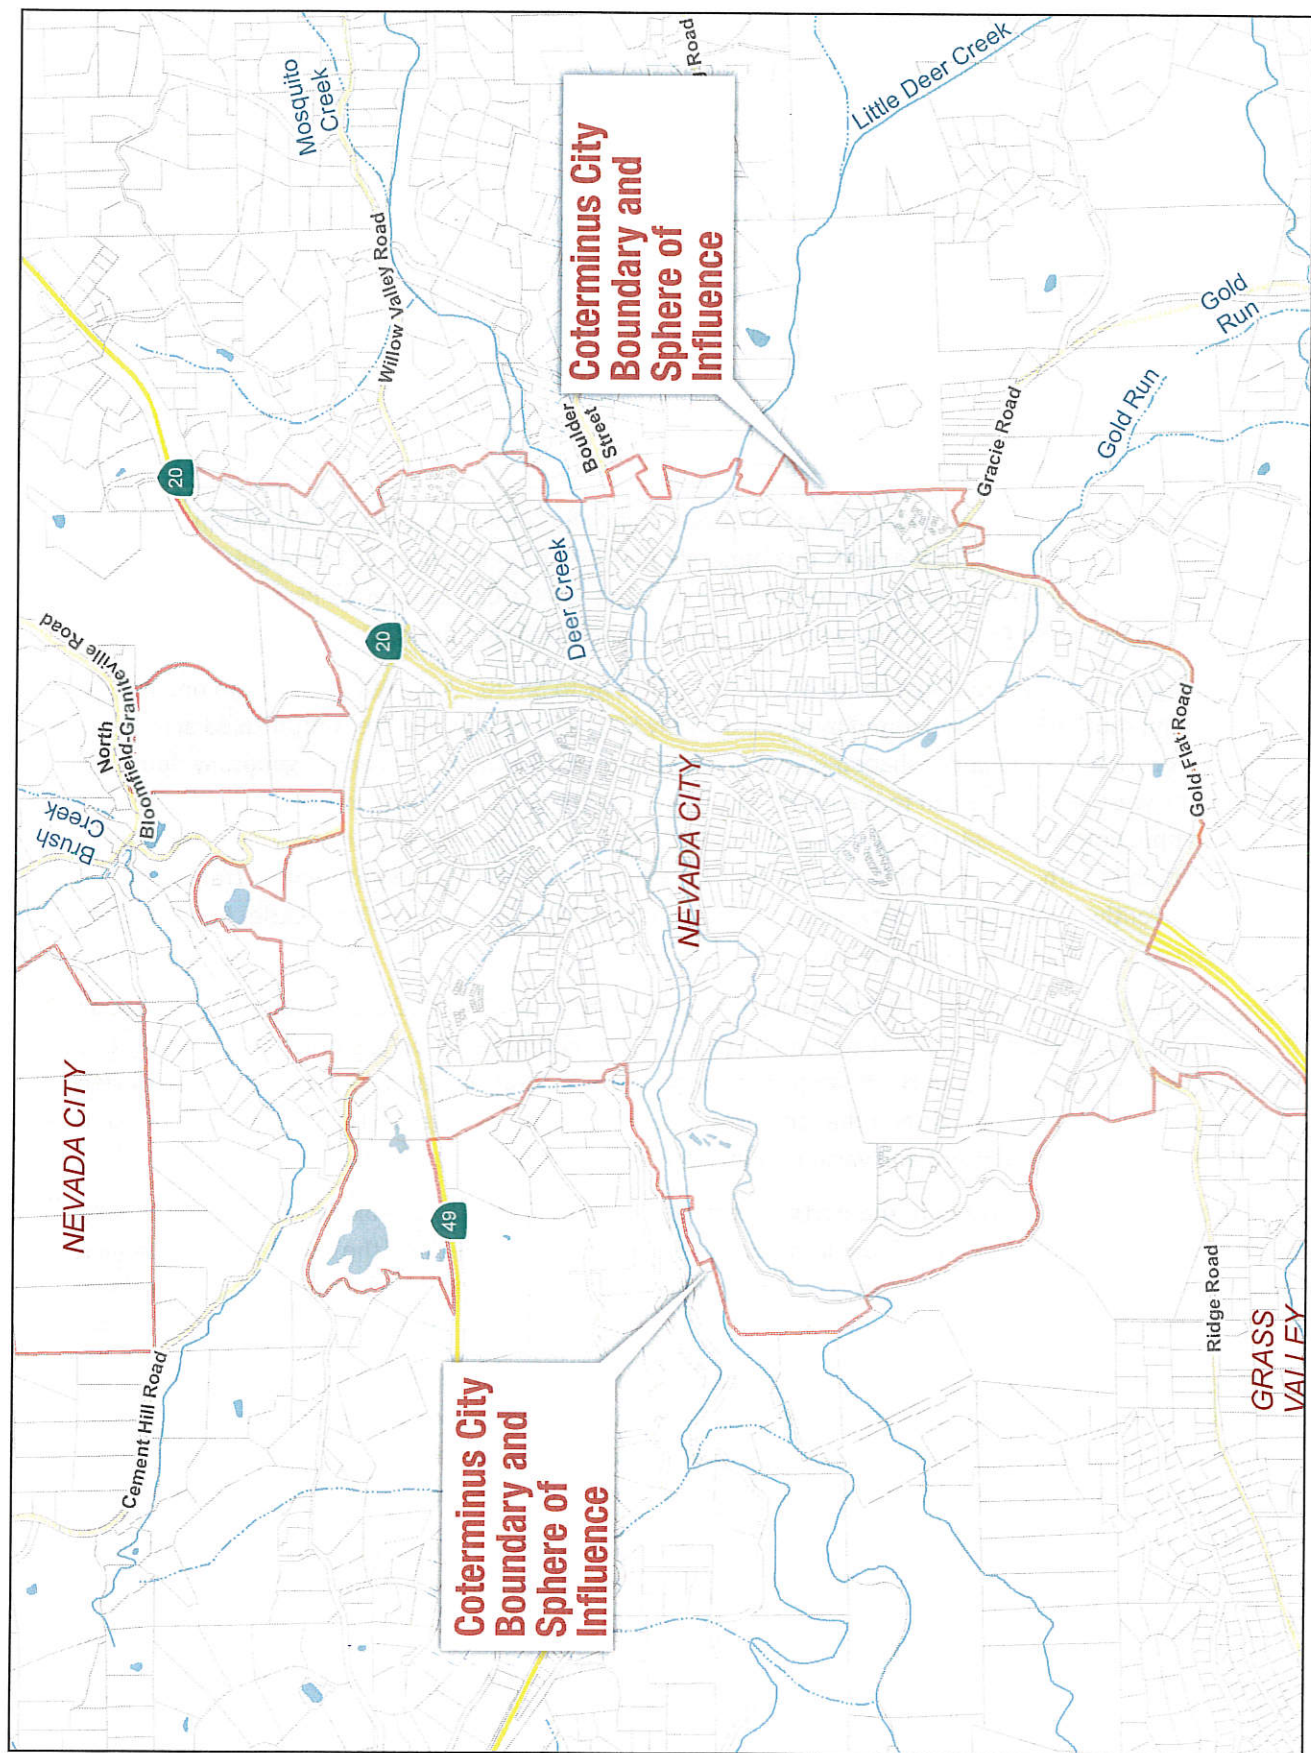 Mosquito
Creek
Road
Little Deer Creek
Coterminus City
Boundary and
Sphere of
Influence
Willow Valley Road
Gold
Run
Gold Run
Boulder
Street
Gracie Road
20
Deer Creek
20
North
Bloomfield-Graniteville Road
Brush
Creek
NEVADA CITY
Gold Flat Road
NEVADA CITY
49
Cement Hill Road
Ridge Road
GRASS
VALLEY
Coterminus City
Boundary and
Sphere of
Influence